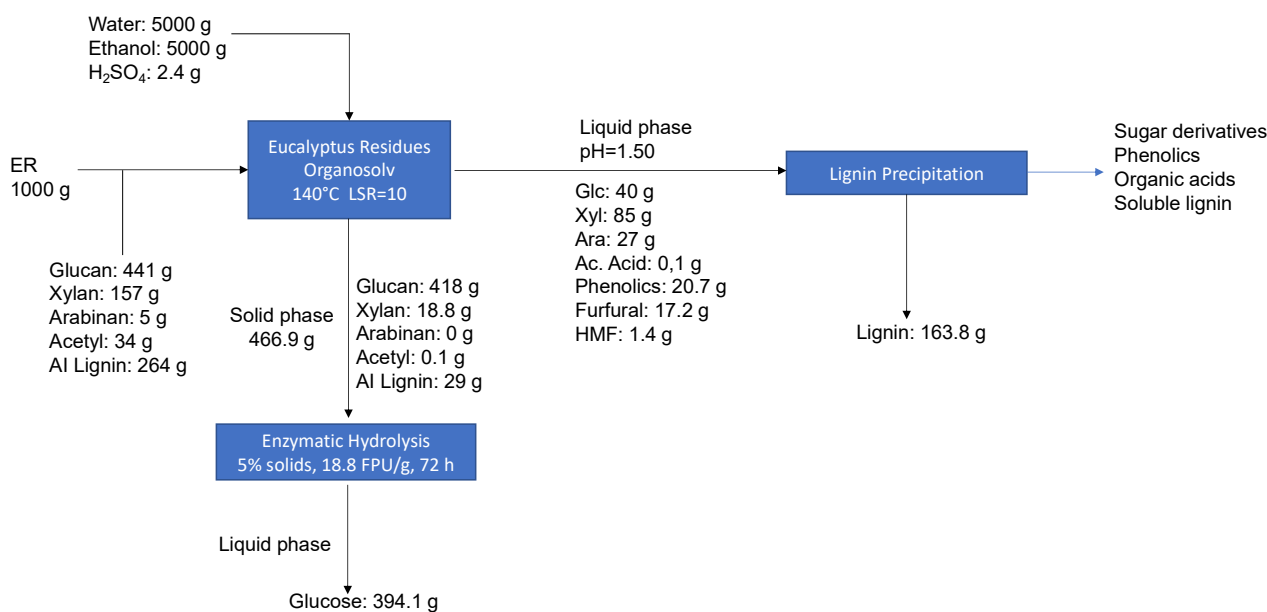 Water: 5000 g
Ethanol: 5000 g
H₂SO₄: 2.4 g
Eucalyptus Residues
Organosolv
140°C LSR=10
ER
1000 g
Glucan: 441 g
Xylan: 157 g
Arabinan: 5 g
Acetyl: 34 g
AI Lignin: 264 g
Liquid phase
pH=1.50
Glc: 40 g
Xyl: 85 g
Ara: 27 g
Ac. Acid: 0,1 g
Phenolics: 20.7 g
Furfural: 17.2 g
HMF: 1.4 g
Lignin Precipitation
Sugar derivatives
Phenolics
Organic acids
Soluble lignin
Lignin: 163.8 g
Solid phase
466.9 g
Glucan: 418 g
Xylan: 18.8 g
Arabinan: 0 g
Acetyl: 0.1 g
AI Lignin: 29 g
Enzymatic Hydrolysis
5% solids, 18.8 FPU/g, 72 h
Liquid phase
Glucose: 394.1 g